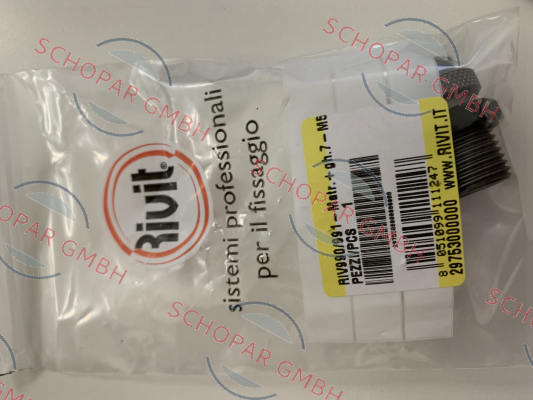 Rivit
sistemi professionali
per il fissaggio
RIV990/991 - Matr. + gh.7 - M5
PEZZI/PCS 1
8 051099 111247
29753000000 WWW.RIVIT.IT
SCHOPAR GMBH
SCHOPAR GMBH
SCHOPAR GMBH
SCHOPAR GMBH
SCHOPAR GMBH